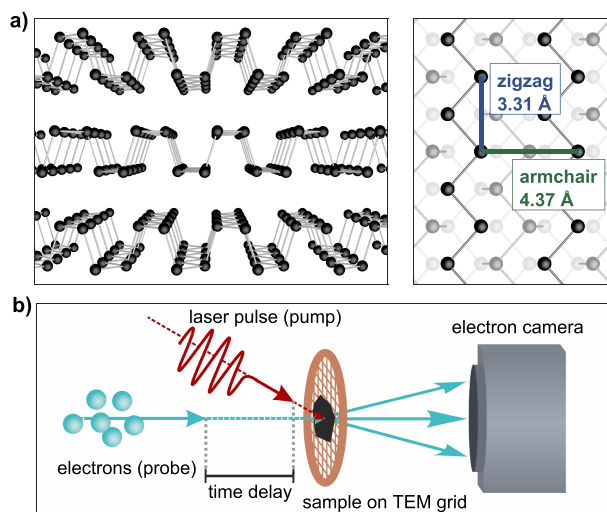 a)
zigzag
3.31 Å
armchair
4.37 Å
b)
laser pulse (pump)
electron camera
electrons (probe)
time delay
sample on TEM grid